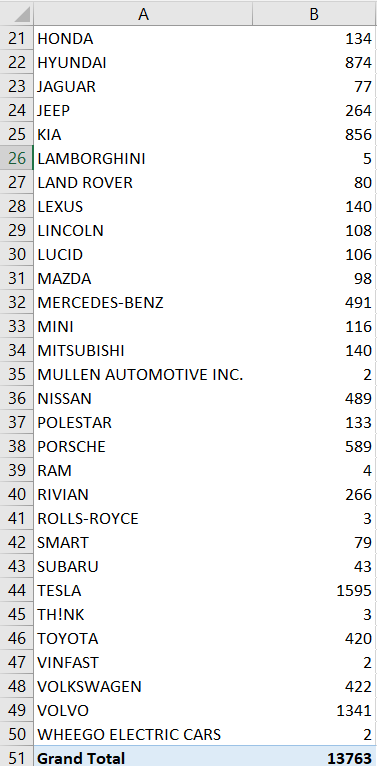 A B
21 HONDA 134
22 HYUNDAI 874
23 JAGUAR 77
24 JEEP 264
25 KIA 856
26 LAMBORGHINI 5
27 LAND ROVER 80
28 LEXUS 140
29 LINCOLN 108
30 LUCID 106
31 MAZDA 98
32 MERCEDES-BENZ 491
33 MINI 116
34 MITSUBISHI 140
35 MULLEN AUTOMOTIVE INC. 2
36 NISSAN 489
37 POLESTAR 133
38 PORSCHE 589
39 RAM 4
40 RIVIAN 266
41 ROLLS-ROYCE 3
42 SMART 79
43 SUBARU 43
44 TESLA 1595
45 TH!NK 3
46 TOYOTA 420
47 VINFAST 2
48 VOLKSWAGEN 422
49 VOLVO 1341
50 WHEEGO ELECTRIC CARS 2
51 Grand Total 13763